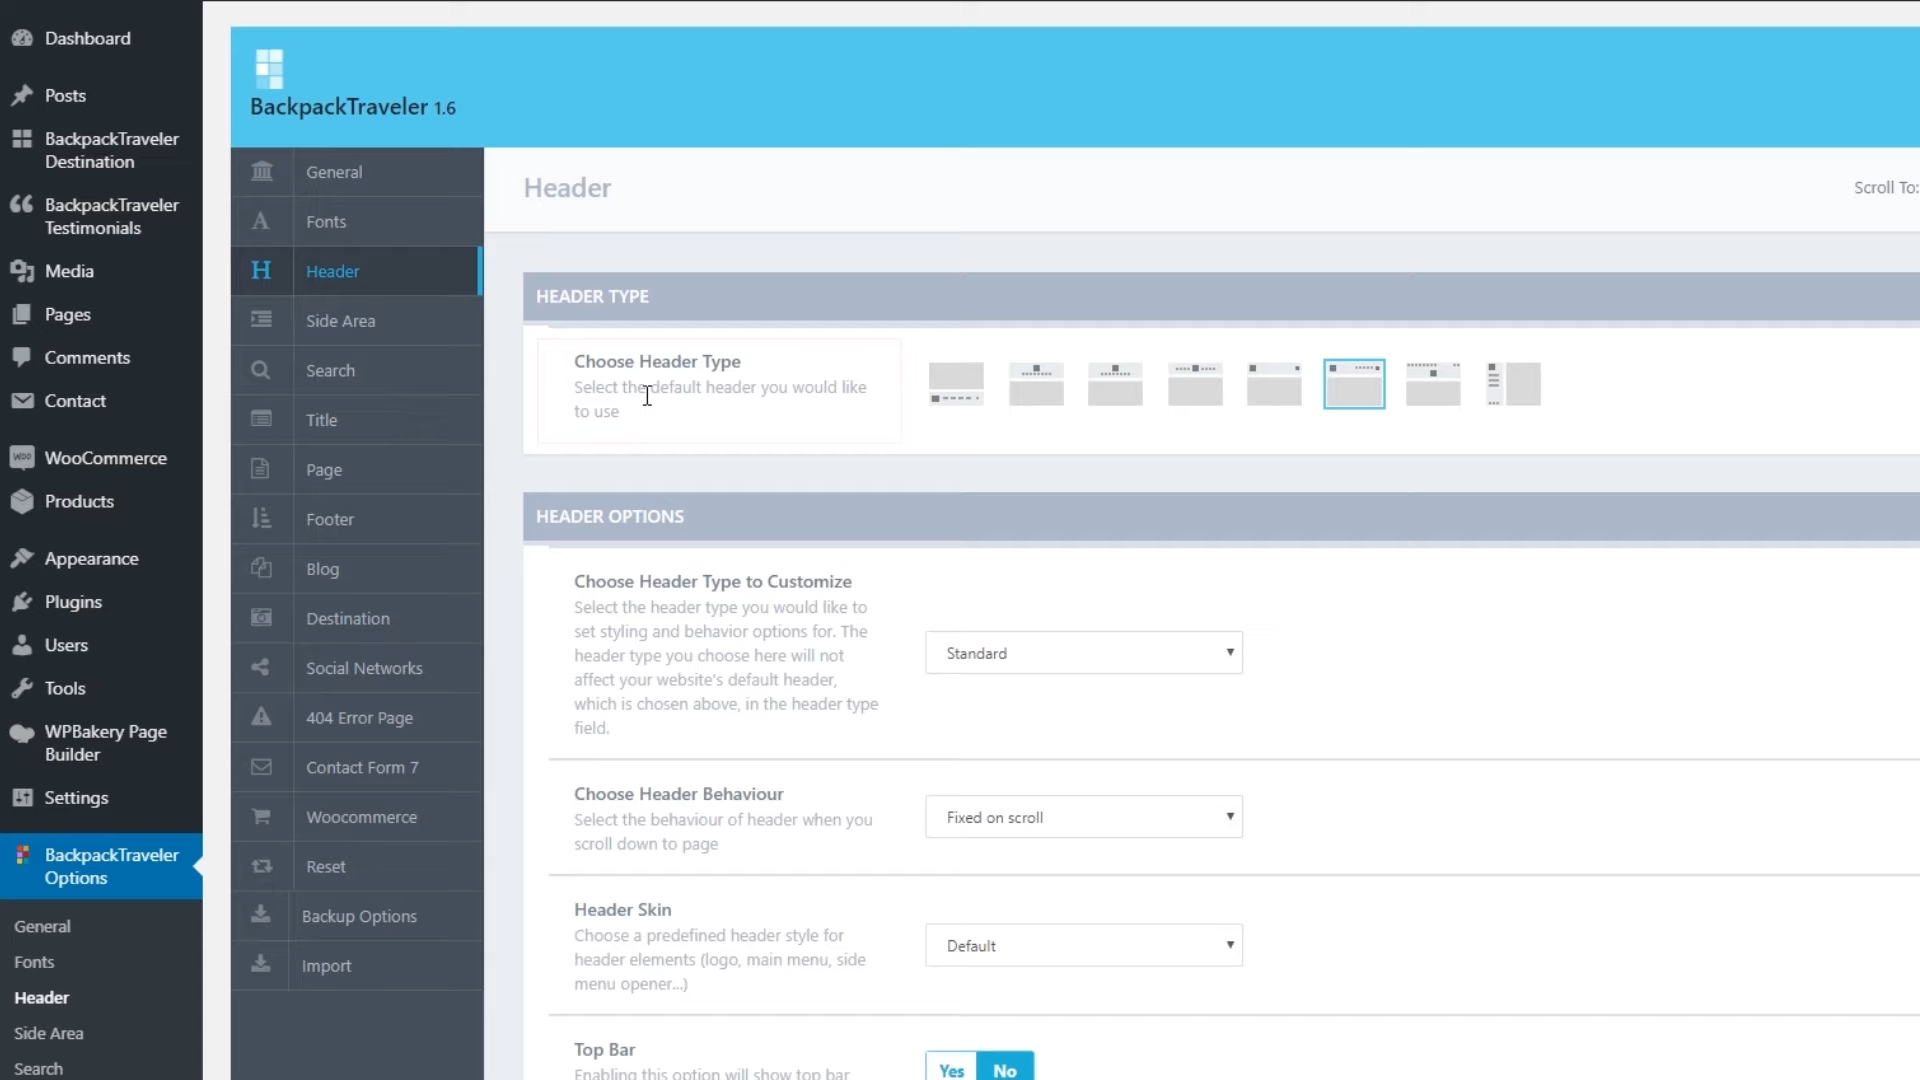 Dashboard
Posts
BackpackTraveler
Destination
BackpackTraveler
Testimonials
Media
Pages
Comments
Contact
WOO
WooCommerce
Products
Appearance
Plugins
Users
Tools
WPBakery Page
Builder
Settings
BackpackTraveler
Options
General
Fonts
Header
Side Area
Search
BackpackTraveler 1.6
General
A
Fonts
H
Header
Side Area
Search
Title
Page
Footer
Blog
Destination
Social Networks
404 Error Page
Contact Form 7
Woocommerce
Reset
Backup Options
Import
Header
Scroll To:
HEADER TYPE
Choose Header Type
Select the default header you would like
to use
HEADER OPTIONS
Choose Header Type to Customize
Select the header type you would like to
set styling and behavior options for. The
header type you choose here will not
affect your website's default header,
which is chosen above, in the header type
field.
Standard
Choose Header Behaviour
Select the behaviour of header when you
scroll down to page
Fixed on scroll
Header Skin
Choose a predefined header style for
header elements (logo, main menu, side
menu opener...)
Default
Top Bar
Enabling this option will show top bar
Yes No